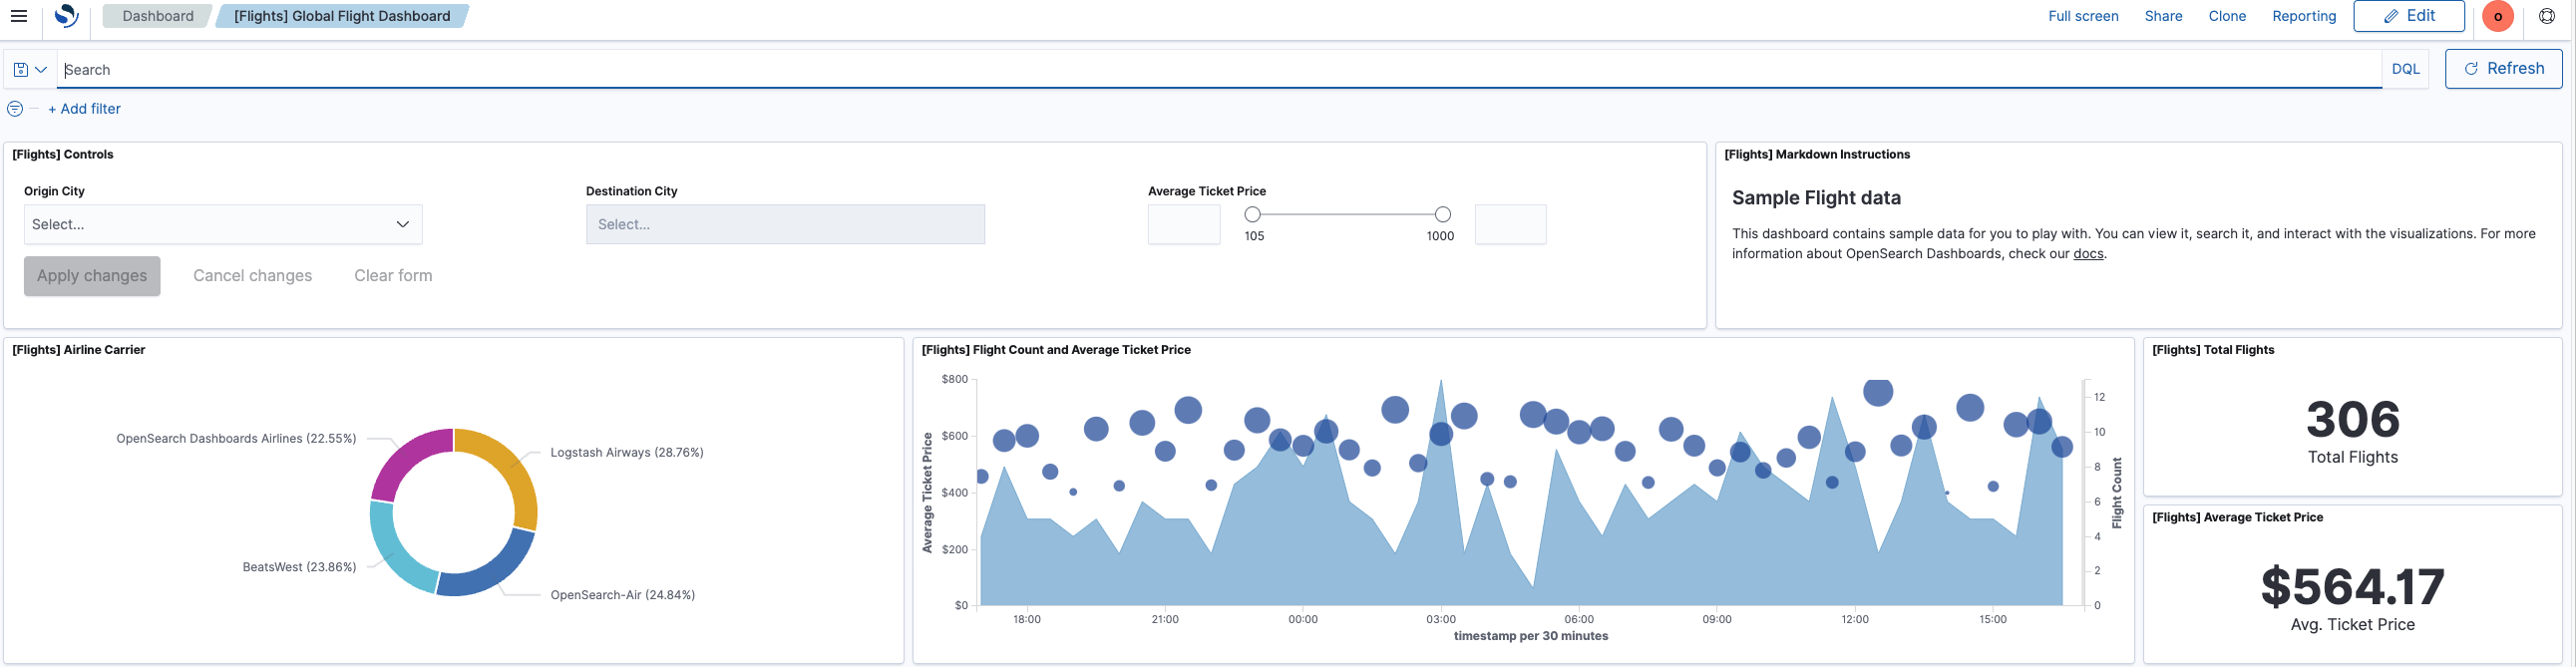 Dashboard
[Flights] Global Flight Dashboard
Full screen
Share
Clone
Reporting
Edit
o
Search
DQL
Refresh
+ Add filter
[Flights] Controls
Origin City
Select...
Destination City
Select...
Average Ticket Price
105
1000
Apply changes
Cancel changes
Clear form
[Flights] Markdown Instructions
Sample Flight data
This dashboard contains sample data for you to play with. You can view it, search it, and interact with the visualizations. For more
information about OpenSearch Dashboards, check our docs.
[Flights] Airline Carrier
OpenSearch Dashboards Airlines (22.55%)
Logstash Airways (28.76%)
BeatsWest (23.86%)
OpenSearch-Air (24.84%)
[Flights] Flight Count and Average Ticket Price
Average Ticket Price
$800
$600
$400
$200
$0
18:00
21:00
00:00
03:00
06:00
09:00
12:00
15:00
timestamp per 30 minutes
12
10
8
6
4
2
0
Flight Count
[Flights] Total Flights
306
Total Flights
[Flights] Average Ticket Price
$564.17
Avg. Ticket Price